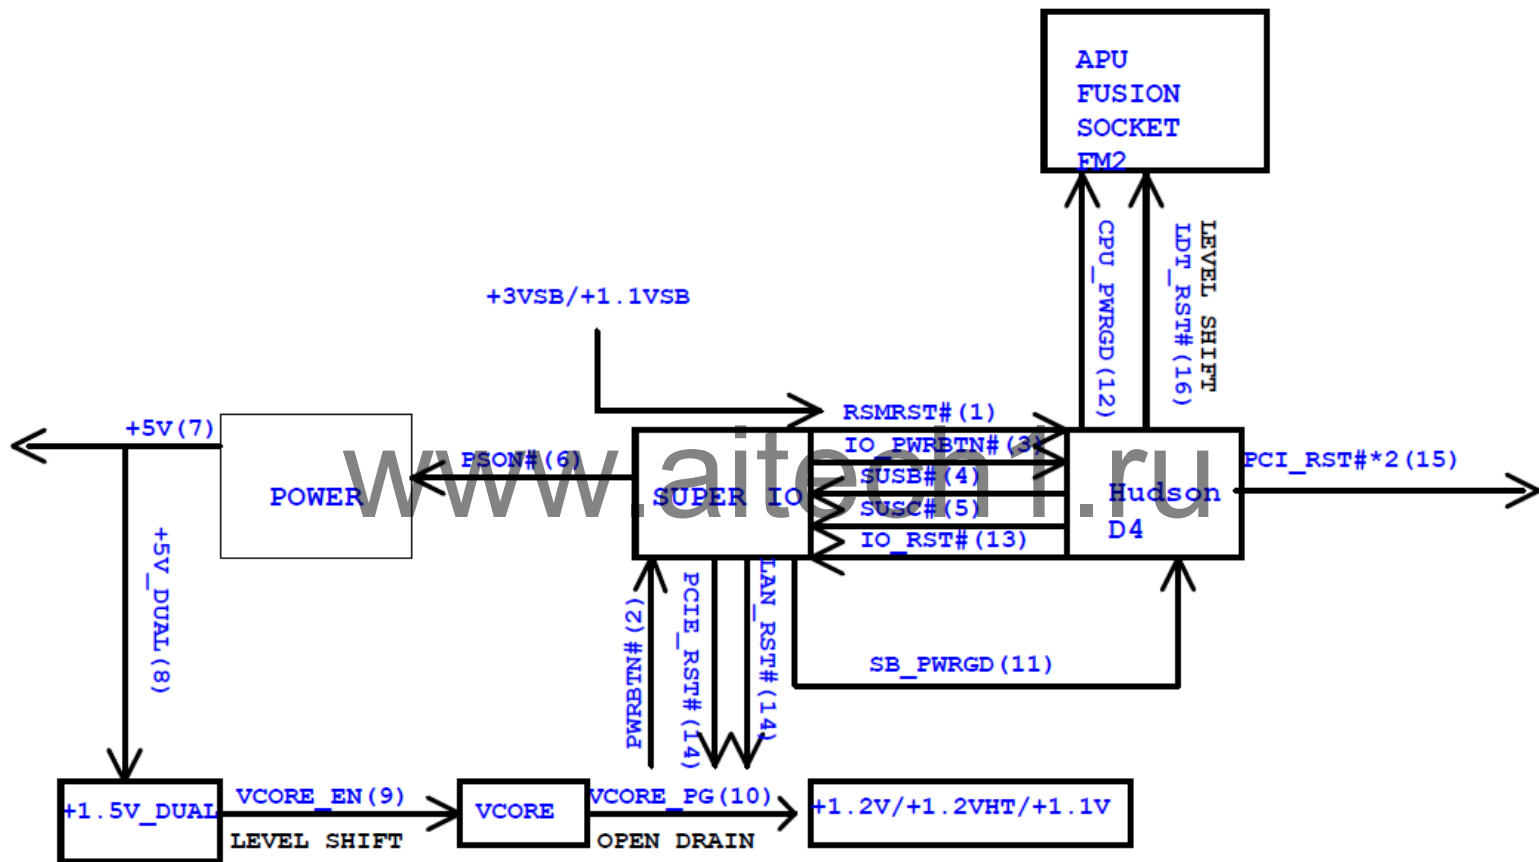 APU
FUSION
SOCKET
FM2
CPU_PWRGD(12)
LDT_RST#(16)
LEVEL SHIFT
+3VSB/+1.1VSB
RSMRST#(1)
+5V(7)
IO_PWRBTN#(3)
PSON#(6)
PCI_RST#*2(15)
SUSB#(4)
POWER
SUPER IO
Hudson
D4
SUSC#(5)
IO_RST#(13)
www.aitech1.ru
+5V_DUAL(8)
PWRBTN#(2)
PCIE_RST#(14)
LAN_RST#(14)
SB_PWRGD(11)
+1.5V_DUAL
VCORE_EN(9)
LEVEL SHIFT
VCORE
VCORE_PG(10)
OPEN DRAIN
+1.2V/+1.2VHT/+1.1V